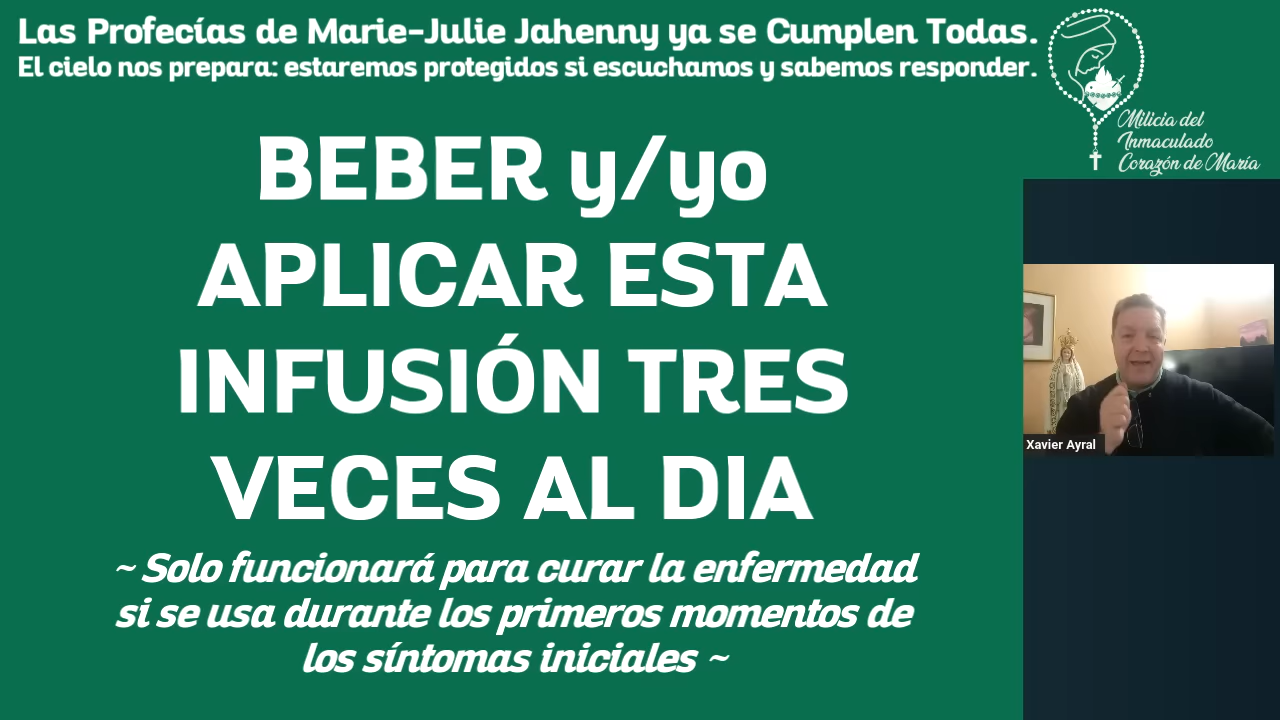 Las Profecías de Marie-Julie Jahenny ya se Cumplen Todas.
El cielo nos prepara: estaremos protegidos si escuchamos y sabemos responder.
Milicia del
Inmaculado
Corazón de María
BEBER y/yo
APLICAR ESTA
INFUSIÓN TRES
VECES AL DIA
~ Solo funcionará para curar la enfermedad
si se usa durante los primeros momentos de
los síntomas iniciales ~
Xavier Ayral